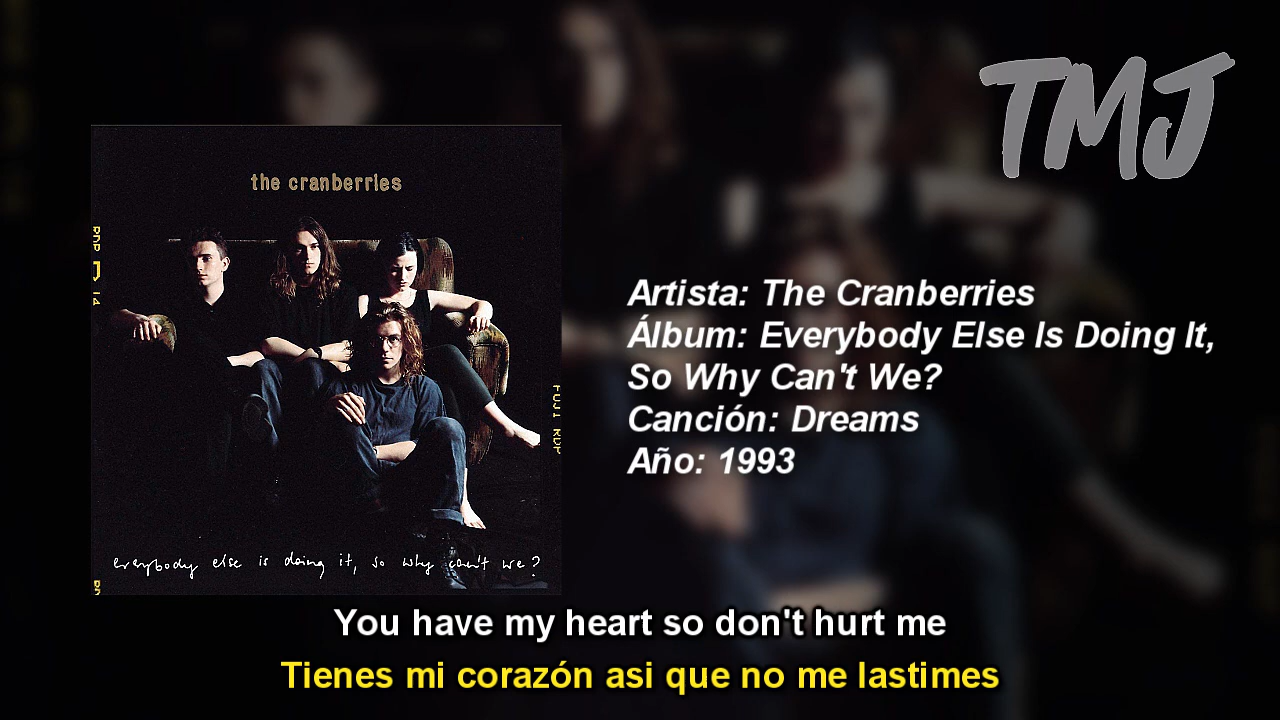 TMJ
the cranberries
everybody else is doing it, so why can't we?
Artista: The Cranberries
Álbum: Everybody Else Is Doing It,
So Why Can't We?
Canción: Dreams
Año: 1993
You have my heart so don't hurt me
Tienes mi corazón asi que no me lastimes